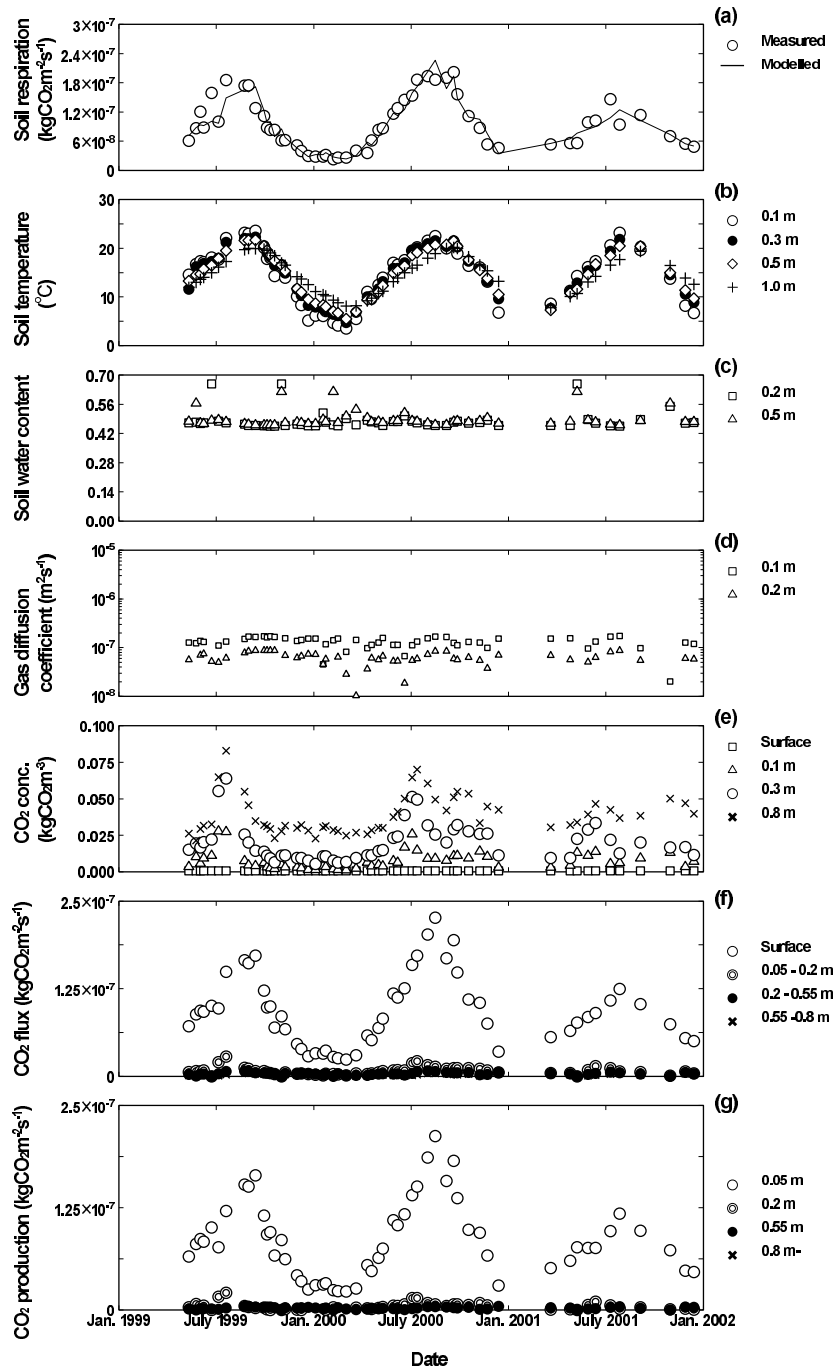 (a)
Soil respiration
(kgCO₂m⁻²s⁻¹)
3×10⁻⁷
2.4×10⁻⁷
1.8×10⁻⁷
1.2×10⁻⁷
6×10⁻⁸
0
Measured
Modelled
(b)
Soil temperature
(°C)
30
20
10
0
0.1 m
0.3 m
0.5 m
1.0 m
(c)
Soil water content
0.70
0.56
0.42
0.28
0.14
0.00
0.2 m
0.5 m
(d)
Gas diffusion
coefficient (m²s⁻¹)
10⁻⁵
10⁻⁶
10⁻⁷
10⁻⁸
0.1 m
0.2 m
(e)
CO₂ conc.
(kgCO₂m⁻³)
0.100
0.075
0.050
0.025
0.000
Surface
0.1 m
0.3 m
0.8 m
(f)
CO₂ flux (kgCO₂m⁻²s⁻¹)
2.5×10⁻⁷
1.25×10⁻⁷
0
Surface
0.05 - 0.2 m
0.2 - 0.55 m
0.55 -0.8 m
(g)
CO₂ production (kgCO₂m⁻²s⁻¹)
2.5×10⁻⁷
1.25×10⁻⁷
0
0.05 m
0.2 m
0.55 m
0.8 m-
Jan. 1999
July 1999
Jan. 2000
July 2000
Jan. 2001
July 2001
Jan. 2002
Date